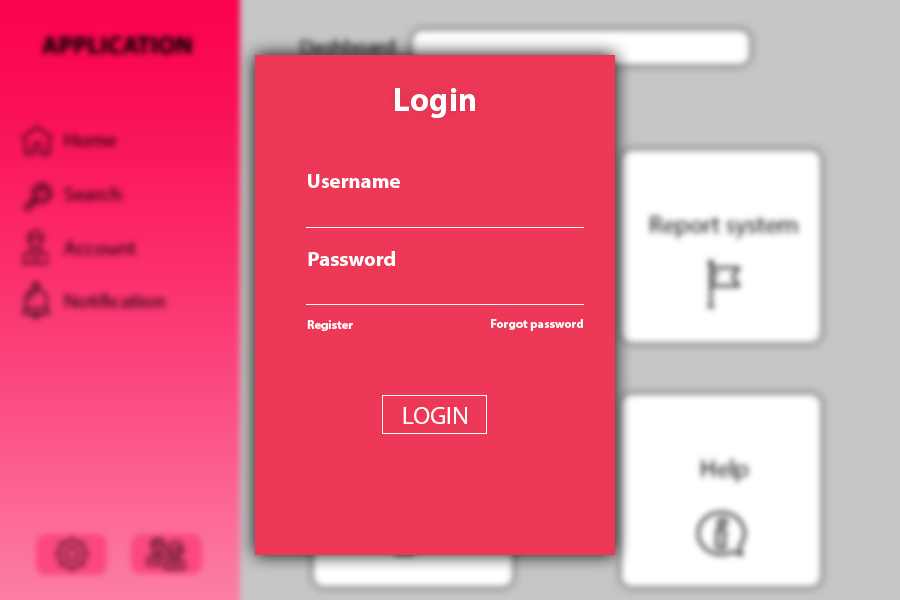 APPLICATION
Dashboard
Home
Search
Account
Notification
Login
Username
Password
Register
Forgot password
LOGIN
Report system
Help